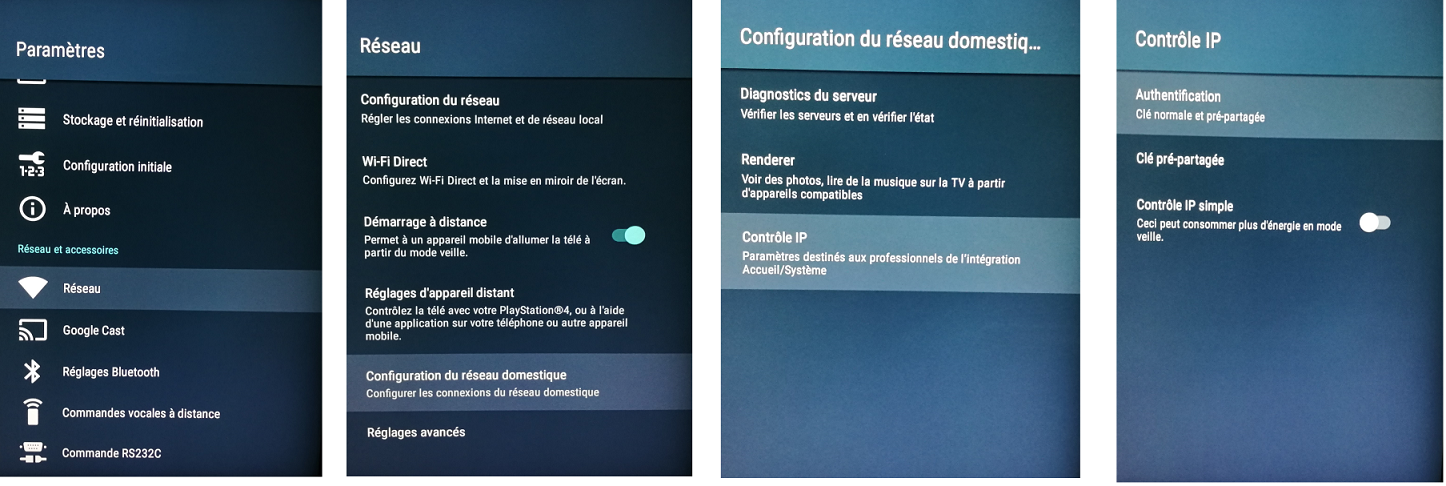 Paramètres
Stockage et réinitialisation
1·2·3
Configuration initiale
À propos
Réseau et accessoires
Réseau
Google Cast
Réglages Bluetooth
Commandes vocales à distance
Commande RS232C
Réseau
Configuration du réseau
Régler les connexions Internet et de réseau local
Wi-Fi Direct
Configurez Wi-Fi Direct et la mise en miroir de l'écran.
Démarrage à distance
Permet à un appareil mobile d'allumer la télé à
partir du mode veille.
Réglages d'appareil distant
Contrôlez la télé avec votre PlayStation®4, ou à l'aide
d'une application sur votre téléphone ou autre appareil
mobile.
Configuration du réseau domestique
Configurer les connexions du réseau domestique
Réglages avancés
Configuration du réseau domestiq...
Diagnostics du serveur
Vérifier les serveurs et en vérifier l'état
Renderer
Voir des photos, lire de la musique sur la TV à partir
d'appareils compatibles
Contrôle IP
Paramètres destinés aux professionnels de l'intégration
Accueil/Système
Contrôle IP
Authentification
Clé normale et pré-partagée
Clé pré-partagée
Contrôle IP simple
Ceci peut consommer plus d'énergie en mode
veille.